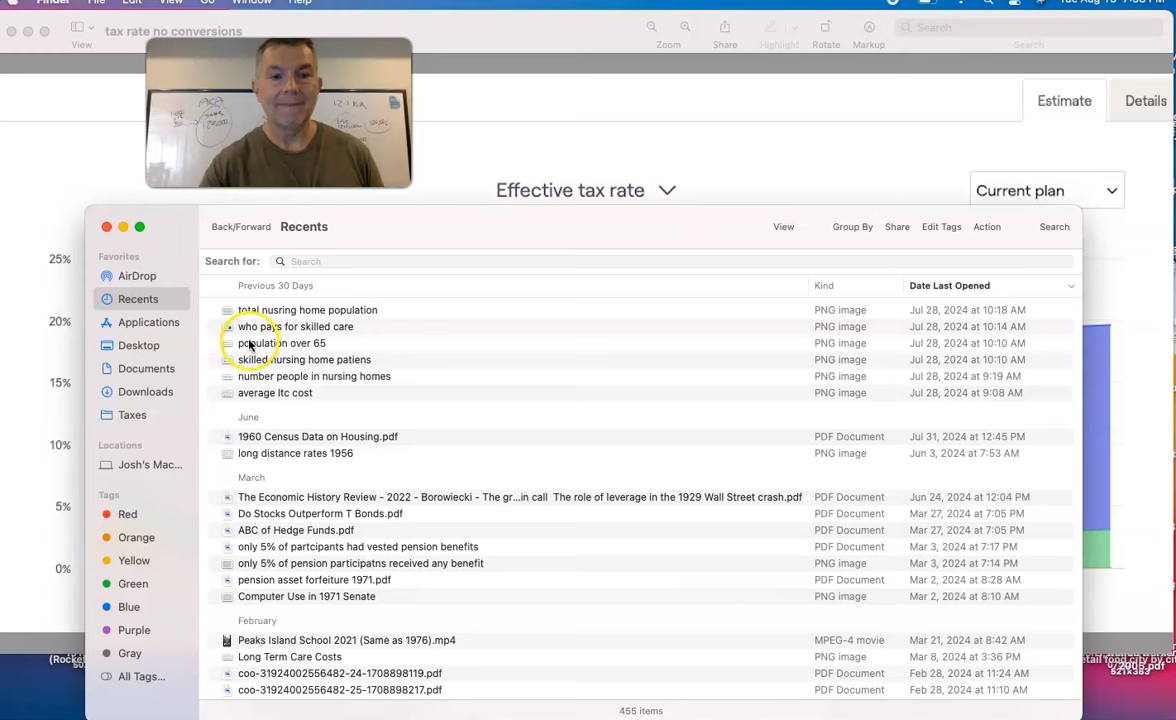 Finder File Edit View Go Window Help
tax rate no conversions
View
Zoom
Share
Highlight
Rotate
Markup
Search
Search
Estimate
Details
Effective tax rate
Current plan
25%
20%
15%
10%
5%
0%
Back/Forward
Recents
View
Group By
Share
Edit Tags
Action
Search
Search for: Search
Previous 30 Days
Kind
Date Last Opened
total nusring home population PNG image Jul 28, 2024 at 10:18 AM
who pays for skilled care PNG image Jul 28, 2024 at 10:14 AM
population over 65 PNG image Jul 28, 2024 at 10:10 AM
skilled nursing home patiens PNG image Jul 28, 2024 at 10:10 AM
number people in nursing homes PNG image Jul 28, 2024 at 9:19 AM
average ltc cost PNG image Jul 28, 2024 at 9:08 AM
June
1960 Census Data on Housing.pdf PDF Document Jul 31, 2024 at 12:45 PM
long distance rates 1956 PNG image Jun 3, 2024 at 7:53 AM
March
The Economic History Review - 2022 - Borowiecki - The gr...in call The role of leverage in the 1929 Wall Street crash.pdf PDF Document Jun 24, 2024 at 12:04 PM
Do Stocks Outperform T Bonds.pdf PDF Document Mar 27, 2024 at 7:05 PM
ABC of Hedge Funds.pdf PDF Document Mar 27, 2024 at 7:05 PM
only 5% of partcipants had vested pension benefits PDF Document Mar 3, 2024 at 7:17 PM
only 5% of pension participatns received any benefit PNG image Mar 3, 2024 at 7:14 PM
pension asset forfeiture 1971.pdf PDF Document Mar 2, 2024 at 8:28 AM
Computer Use in 1971 Senate PNG image Mar 2, 2024 at 8:10 AM
February
Peaks Island School 2021 (Same as 1976).mp4 MPEG-4 movie Mar 21, 2024 at 8:42 AM
Long Term Care Costs PNG image Mar 8, 2024 at 3:36 PM
coo-31924002556482-24-1708898119.pdf PDF Document Feb 28, 2024 at 11:24 AM
coo-31924002556482-25-1708898217.pdf PDF Document Feb 28, 2024 at 11:10 AM
455 items
Favorites
AirDrop
Recents
Applications
Desktop
Documents
Downloads
Taxes
Locations
Josh's Mac...
Tags
Red
Orange
Yellow
Green
Blue
Purple
Gray
All Tags...
521×383